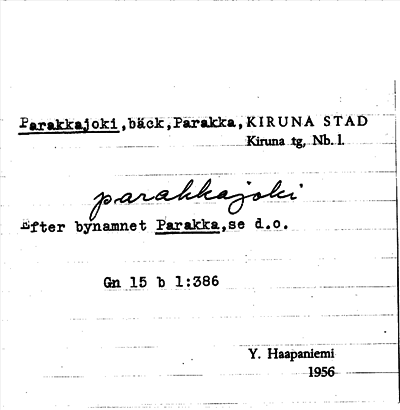 Parakkajoki,bäck,Parakka,KIRUNA STAD
Kiruna tg, Nb. l.
parakkajoki
Efter bynamnet Parakka,se d.o.
Gn 15 b 1:386
Y. Haapaniemi
1956